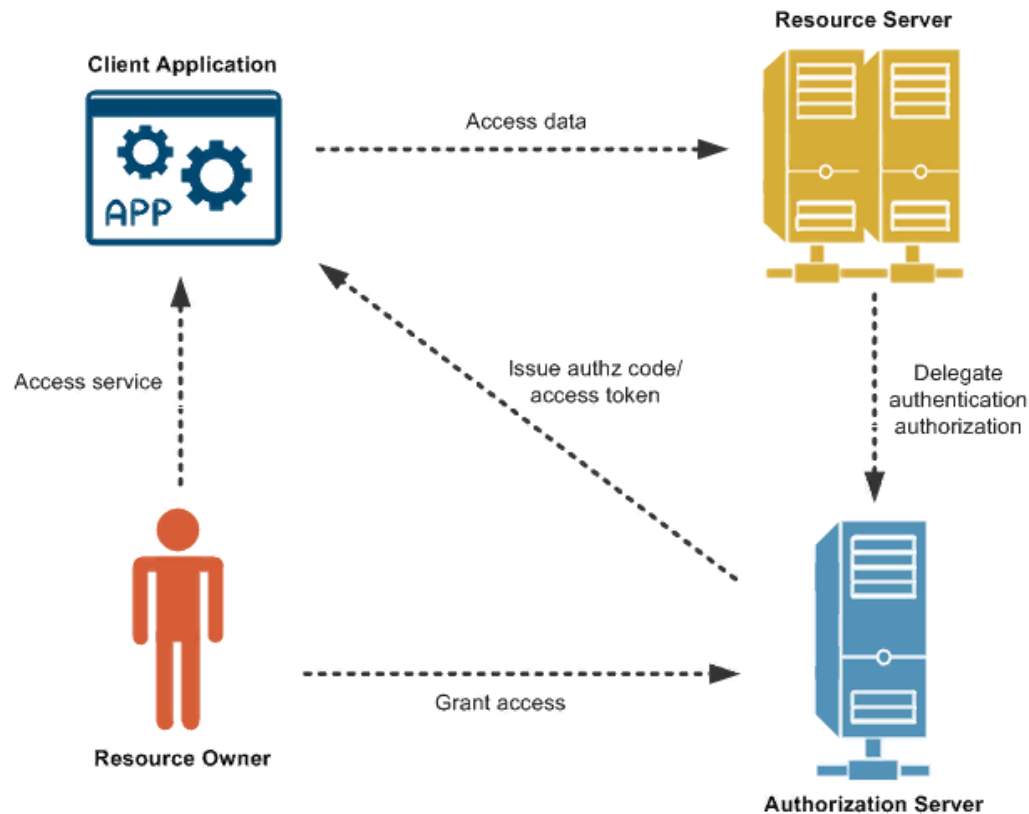 Resource Server
Client Application
Access data
APP
Issue authz code/
access token
Access service
Delegate
authentication
authorization
Grant access
Resource Owner
Authorization Server